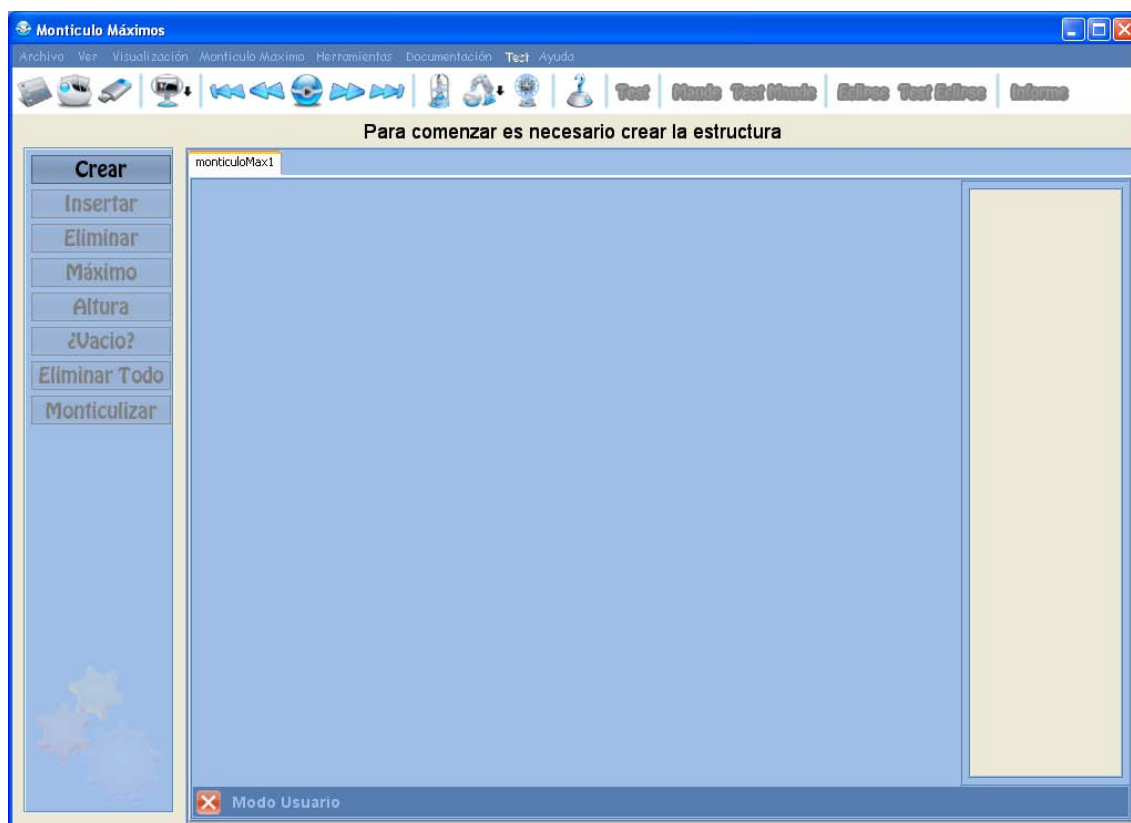 Monticulo Máximos
Archivo Ver Visualización Monticulo Maximo Herramientas Documentación Test Ayuda
Test Mundo Test Mundo Eclipse Test Eclipse Informe
Para comenzar es necesario crear la estructura
Crear
Insertar
Eliminar
Máximo
Altura
¿Vacio?
Eliminar Todo
Monticulizar
monticuloMax1
Modo Usuario